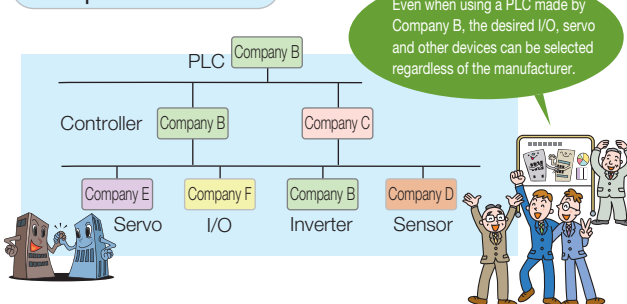 Even when using a PLC made by
Company B, the desired I/O, servo
and other devices can be selected
regardless of the manufacturer.
PLC
Company B
Controller
Company B
Company C
Company E
Company F
Company B
Company D
Servo
I/O
Inverter
Sensor